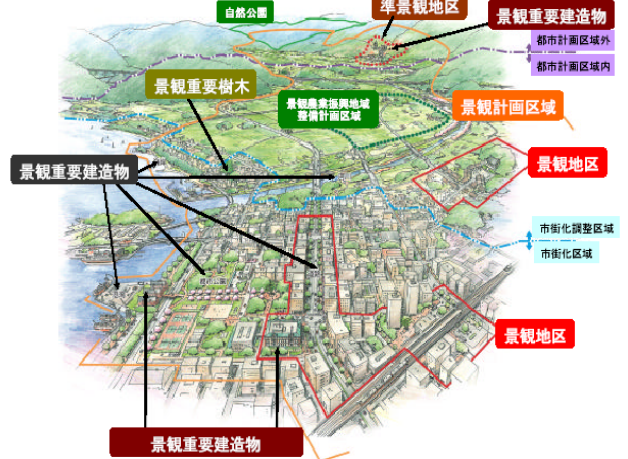 自然公園
準景観地区
景観重要建造物
都市計画区域外
都市計画区域内
景観重要樹木
景観農業振興地域
整備計画区域
景観計画区域
景観重要建造物
景観地区
市街化調整区域
市街化区域
都市公園
景観地区
景観重要建造物